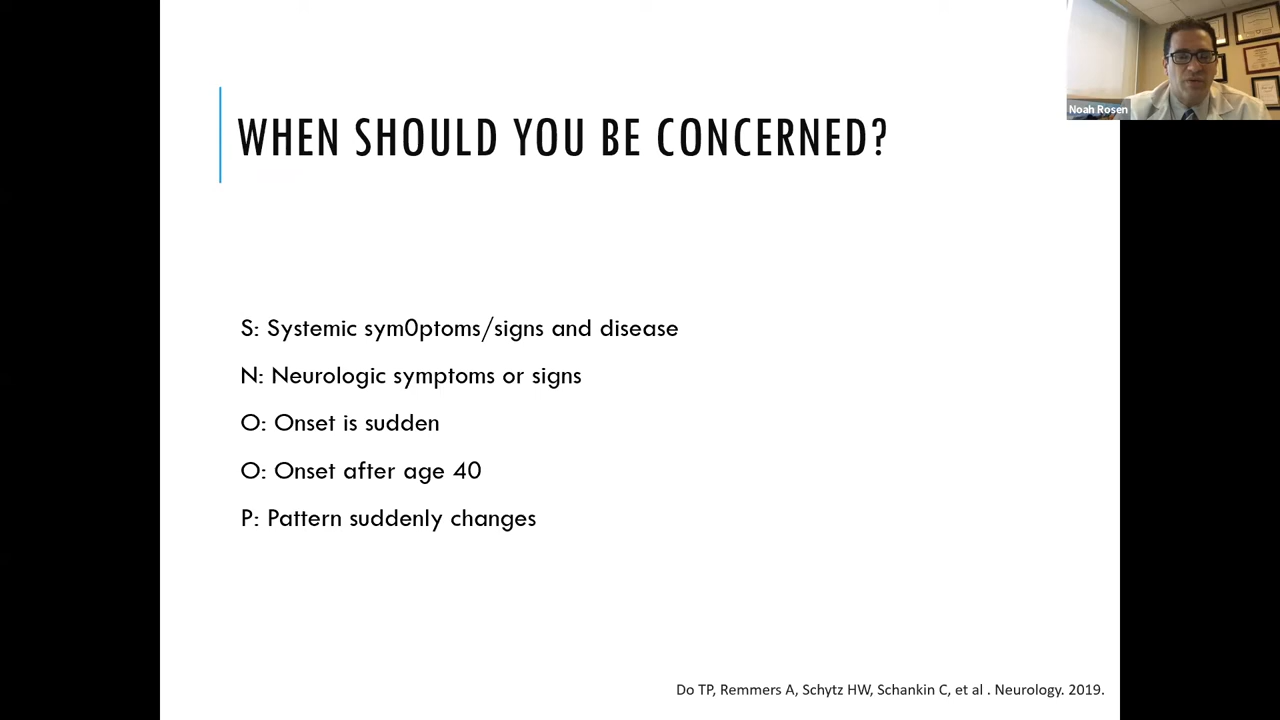 Noah Rosen
WHEN SHOULD YOU BE CONCERNED?
S: Systemic sym0ptoms/signs and disease
N: Neurologic symptoms or signs
O: Onset is sudden
O: Onset after age 40
P: Pattern suddenly changes
Do TP, Remmers A, Schytz HW, Schankin C, et al . Neurology. 2019.